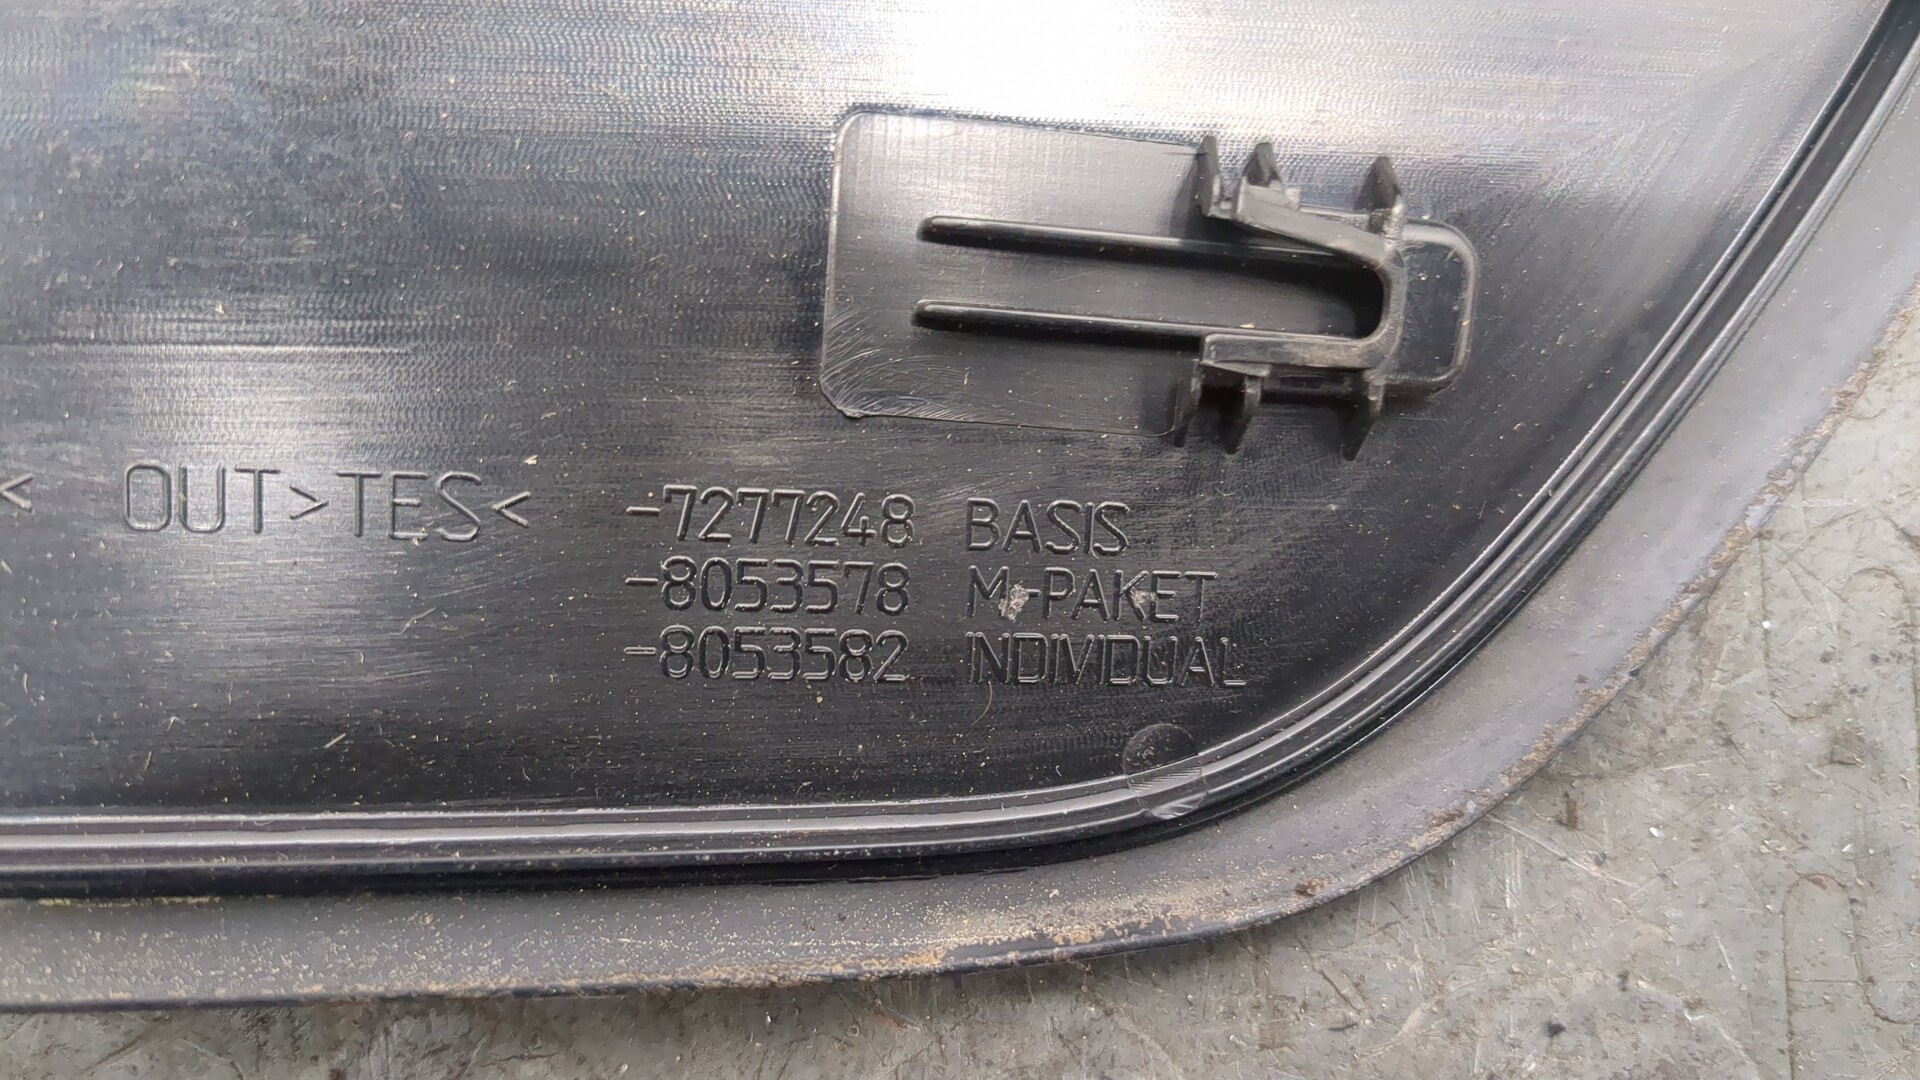 < OUT>TES< -7277248 BASIS
-8053578 M-PAKET
-8053582 INDIVIDUAL